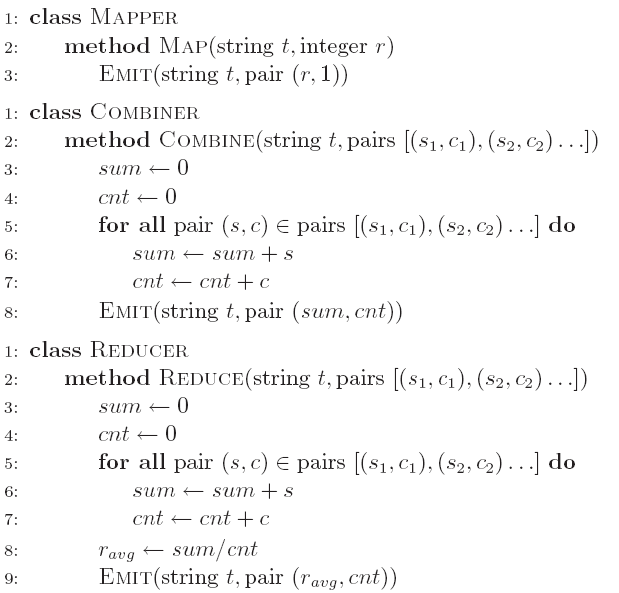 1: class Mapper
2: method Map(string t, integer r)
3: Emit(string t, pair (r, 1))
1: class Combiner
2: method Combine(string t, pairs [(s₁, c₁), (s₂, c₂) . . .])
3: sum ← 0
4: cnt ← 0
5: for all pair (s, c) ∈ pairs [(s₁, c₁), (s₂, c₂) . . .] do
6: sum ← sum + s
7: cnt ← cnt + c
8: Emit(string t, pair (sum, cnt))
1: class Reducer
2: method Reduce(string t, pairs [(s₁, c₁), (s₂, c₂) . . .])
3: sum ← 0
4: cnt ← 0
5: for all pair (s, c) ∈ pairs [(s₁, c₁), (s₂, c₂) . . .] do
6: sum ← sum + s
7: cnt ← cnt + c
8: r_avg ← sum/cnt
9: Emit(string t, pair (r_avg, cnt))